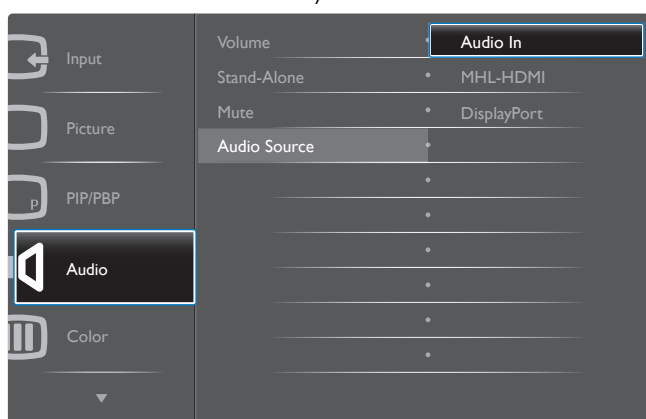 Input
Picture
PIP/PBP
P
Audio
Color
Volume
Stand-Alone
Mute
Audio Source
Audio In
MHL-HDMI
DisplayPort